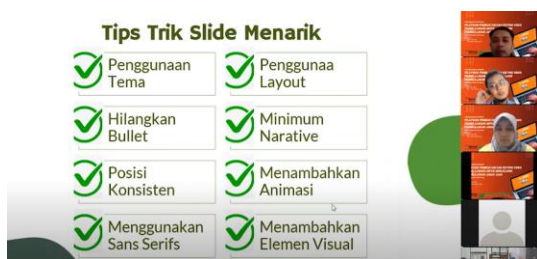 Tips Trik Slide Menarik
Penggunaan
Tema
Penggunaa
Layout
Hilangkan
Bullet
Minimum
Narative
Posisi
Konsisten
Menambahkan
Animasi
Menggunakan
Sans Serifs
Menambahkan
Elemen Visual